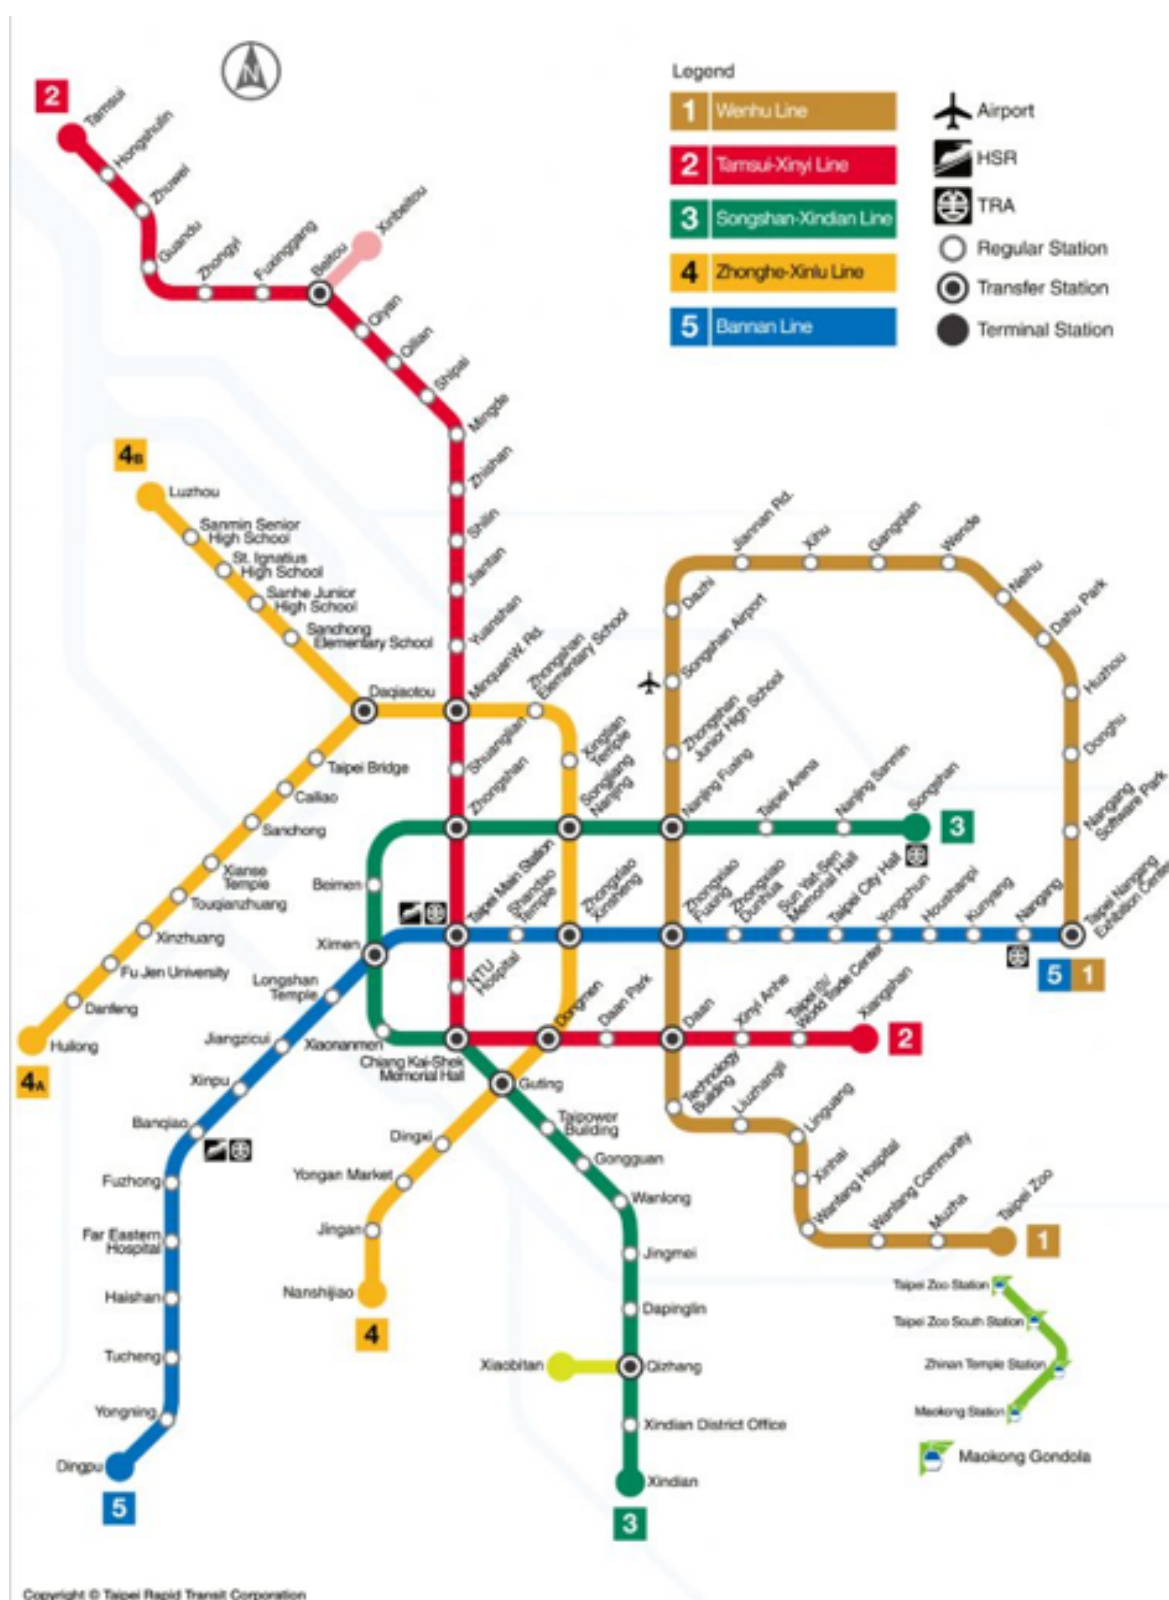 N
Legend
1 Wenhu Line
2 Tamsui-Xinyi Line
3 Songshan-Xindian Line
4 Zhonghe-Xinlu Line
5 Bannan Line
Airport
HSR
TRA
Regular Station
Transfer Station
Terminal Station
2
Tamsui
Hongshulin
Zhuwei
Guandu
Zhongyi
Fuxinggang
Beitou
Xinbeitou
Qiyan
Qilian
Shipai
Mingde
Zhishan
Shilin
Jiantan
Yuanshan
MinquanW. Rd.
Shuanglian
Zhongshan
Taipei Main Station
NTU
Hospital
Chiang Kai-Shek
Memorial Hall
Dongmen
Daan Park
Daan
Xinyi Anhe
Taipei 101/
World Trade Center
Xiangshan
2
4B
Luzhou
Sanmin Senior
High School
St. Ignatius
High School
Sanhe Junior
High School
Sanchong
Elementary School
Daqiaotou
Taipei Bridge
Cailiao
Sanchong
Xianse
Temple
Touqianzhuang
Xinzhuang
Fu Jen University
Danfeng
Huilong
4A
Zhongshan
Elementary School
Xingtian
Temple
Songjiang
Nanjing
Zhongxiao
Xinsheng
Guting
Dingxi
Yongan Market
Jingan
Nanshijiao
4
Jiannan Rd.
Xihu
Gangqian
Wende
Neihu
Dahu Park
Huzhou
Donghu
Nangang
Software Park
Taipei Nangang
Exhibition Center
5 1
Dazhi
Songshan Airport
Zhongshan
Junior High School
Nanjing Fuxing
Taipei Arena
Nanjing Sanmin
Songshan
3
Shandao
Temple
Zhongxiao
Fuxing
Zhongxiao
Dunhua
Sun Yat-Sen
Memorial Hall
Taipei City Hall
Yongchun
Houshanpi
Kunyang
Nangang
Technology
Building
Liuzhangli
Linguang
Xinhai
Wanfang Hospital
Wanfang Community
Muzha
Taipei Zoo
1
Beimen
Ximen
Xiaonanmen
Longshan
Temple
Jiangzicui
Xinpu
Banqiao
Fuzhong
Far Eastern
Hospital
Haishan
Tucheng
Yongning
Dingpu
5
Taipower
Building
Gongguan
Wanlong
Jingmei
Dapinglin
Xiaobitan
Qizhang
Xindian District Office
Xindian
3
Taipei Zoo Station
Taipei Zoo South Station
Zhinan Temple Station
Maokong Station
Maokong Gondola
Copyright © Taipei Rapid Transit Corporation